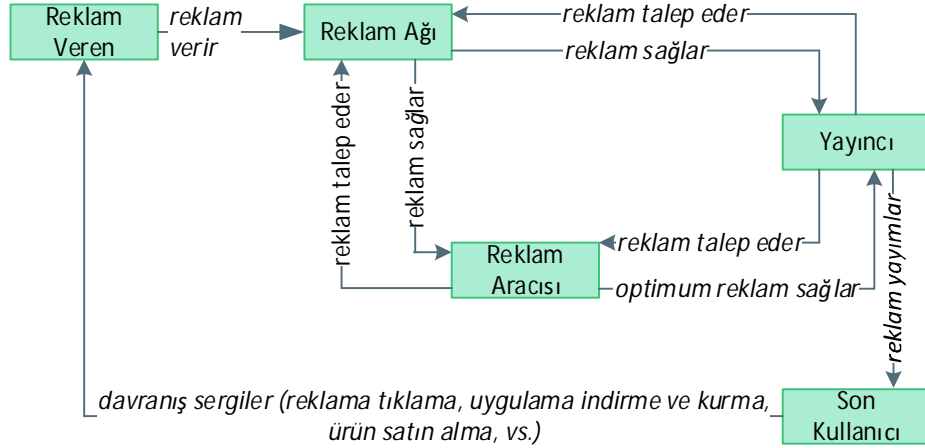 Reklam
Veren
reklam
verir
Reklam Ağı
reklam talep eder
reklam sağlar
reklam talep eder
reklam sağlar
Yayıncı
reklam talep eder
Reklam
Aracısı
optimum reklam sağlar
reklam yayımlar
davranış sergiler (reklama tıklama, uygulama indirme ve kurma,
ürün satın alma, vs.)
Son
Kullanıcı